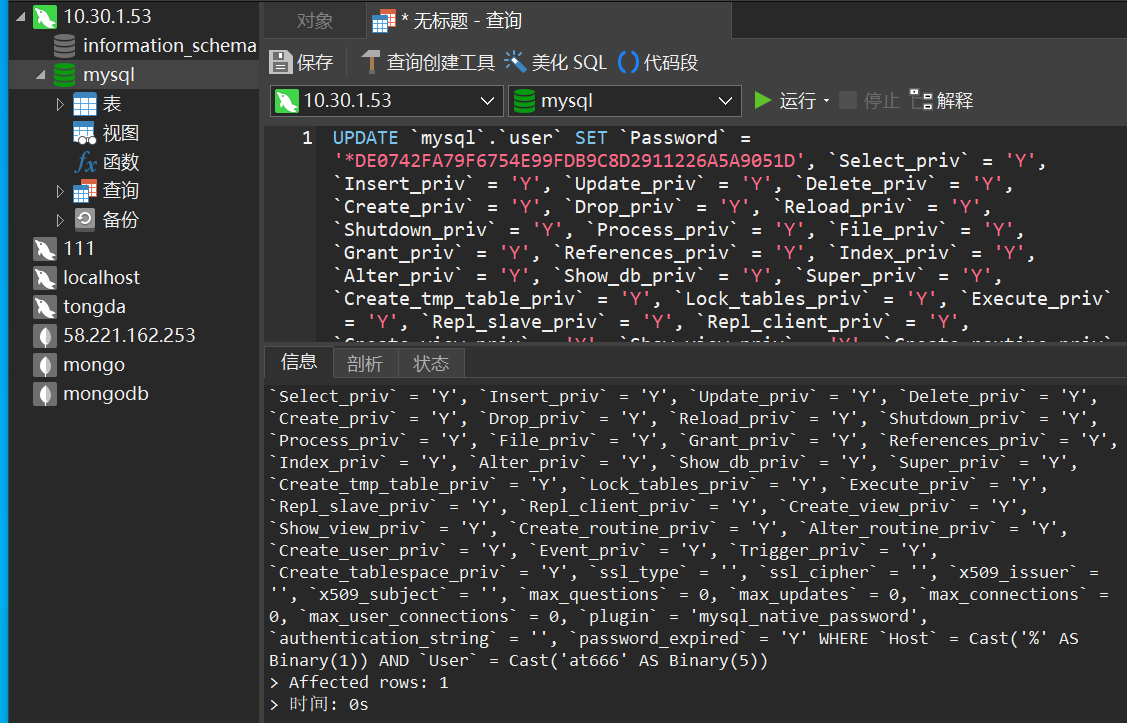 10.30.1.53
information_schema
mysql
表
视图
函数
查询
备份
111
localhost
tongda
58.221.162.253
mongo
mongodb
对象
* 无标题 - 查询
保存 查询创建工具 美化 SQL () 代码段
10.30.1.53 mysql 运行 停止 解释
1 UPDATE `mysql`.`user` SET `Password` =
'*DE0742FA79F6754E99FDB9C8D2911226A5A9051D', `Select_priv` = 'Y',
`Insert_priv` = 'Y', `Update_priv` = 'Y', `Delete_priv` = 'Y',
`Create_priv` = 'Y', `Drop_priv` = 'Y', `Reload_priv` = 'Y',
`Shutdown_priv` = 'Y', `Process_priv` = 'Y', `File_priv` = 'Y',
`Grant_priv` = 'Y', `References_priv` = 'Y', `Index_priv` = 'Y',
`Alter_priv` = 'Y', `Show_db_priv` = 'Y', `Super_priv` = 'Y',
`Create_tmp_table_priv` = 'Y', `Lock_tables_priv` = 'Y', `Execute_priv`
= 'Y', `Repl_slave_priv` = 'Y', `Repl_client_priv` = 'Y',
`Create_view_priv` = 'Y', `Show_view_priv` = 'Y', `Create_routine_priv`
信息 剖析 状态
`Select_priv` = 'Y', `Insert_priv` = 'Y', `Update_priv` = 'Y', `Delete_priv` = 'Y',
`Create_priv` = 'Y', `Drop_priv` = 'Y', `Reload_priv` = 'Y', `Shutdown_priv` = 'Y',
`Process_priv` = 'Y', `File_priv` = 'Y', `Grant_priv` = 'Y', `References_priv` = 'Y',
`Index_priv` = 'Y', `Alter_priv` = 'Y', `Show_db_priv` = 'Y', `Super_priv` = 'Y',
`Create_tmp_table_priv` = 'Y', `Lock_tables_priv` = 'Y', `Execute_priv` = 'Y',
`Repl_slave_priv` = 'Y', `Repl_client_priv` = 'Y', `Create_view_priv` = 'Y',
`Show_view_priv` = 'Y', `Create_routine_priv` = 'Y', `Alter_routine_priv` = 'Y',
`Create_user_priv` = 'Y', `Event_priv` = 'Y', `Trigger_priv` = 'Y',
`Create_tablespace_priv` = 'Y', `ssl_type` = '', `ssl_cipher` = '', `x509_issuer` =
'', `x509_subject` = '', `max_questions` = 0, `max_updates` = 0, `max_connections` =
0, `max_user_connections` = 0, `plugin` = 'mysql_native_password',
`authentication_string` = '', `password_expired` = 'Y' WHERE `Host` = Cast('%' AS
Binary(1)) AND `User` = Cast('at666' AS Binary(5))
> Affected rows: 1
> 时间: 0s